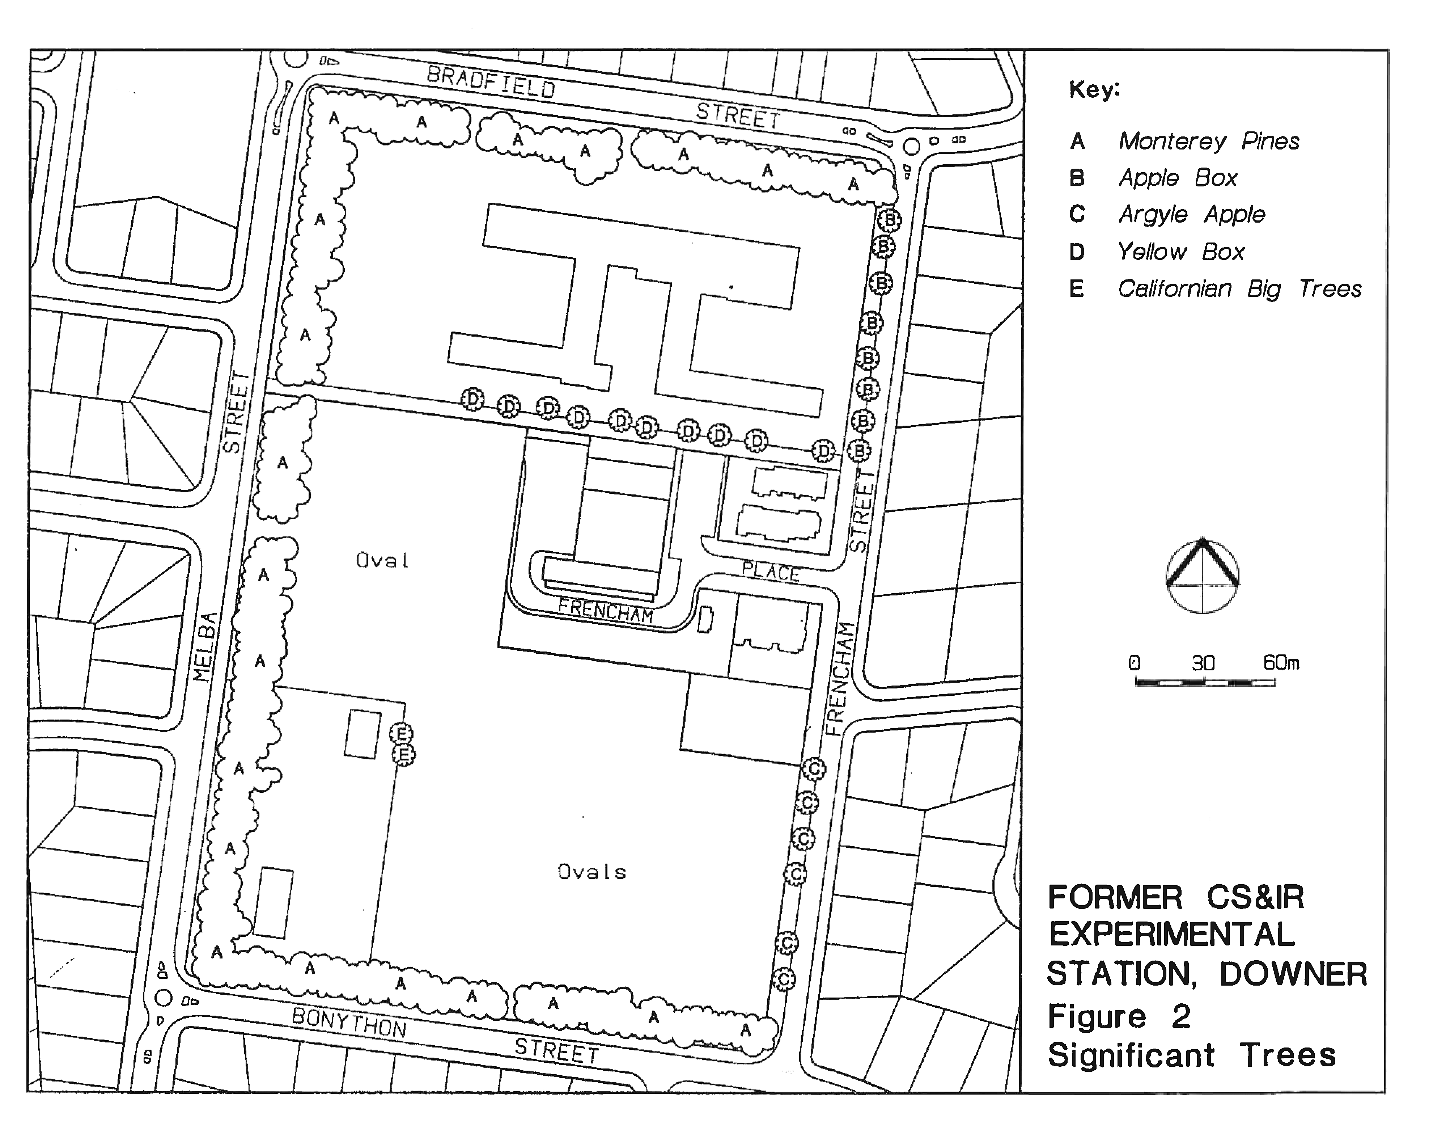 BRADFIELD STREET
A A A A A A A
A
A
B
B
B
B
B
B
B
B
D D D D D D D D D D
A
A
A
A
A
STREET
MELBA
Oval
PLACE
FRENCHAM
STREET
FRENCHAM
E
E
Ovals
C
C
C
C
C
C
A A A A A A A
BONYTHON STREET
Key:
A Monterey Pines
B Apple Box
C Argyle Apple
D Yellow Box
E Californian Big Trees
0 30 60m
FORMER CS&IR
EXPERIMENTAL
STATION, DOWNER
Figure 2
Significant Trees